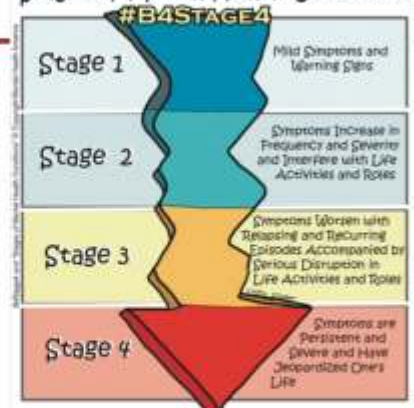 #B4STAGE4
Stage 1
Mild Symptoms and
Warning Signs
Stage 2
Symptoms Increase in
Frequency and Severity
and Interfere with Life
Activities and Roles
Stage 3
Symptoms Worsen with
Relapsing and Recurring
Episodes Accompanied by
Serious Disruption in
Life Activities and Roles
Stage 4
Symptoms are
Persistent and
Severe and Have
Jeopardized One's
Life